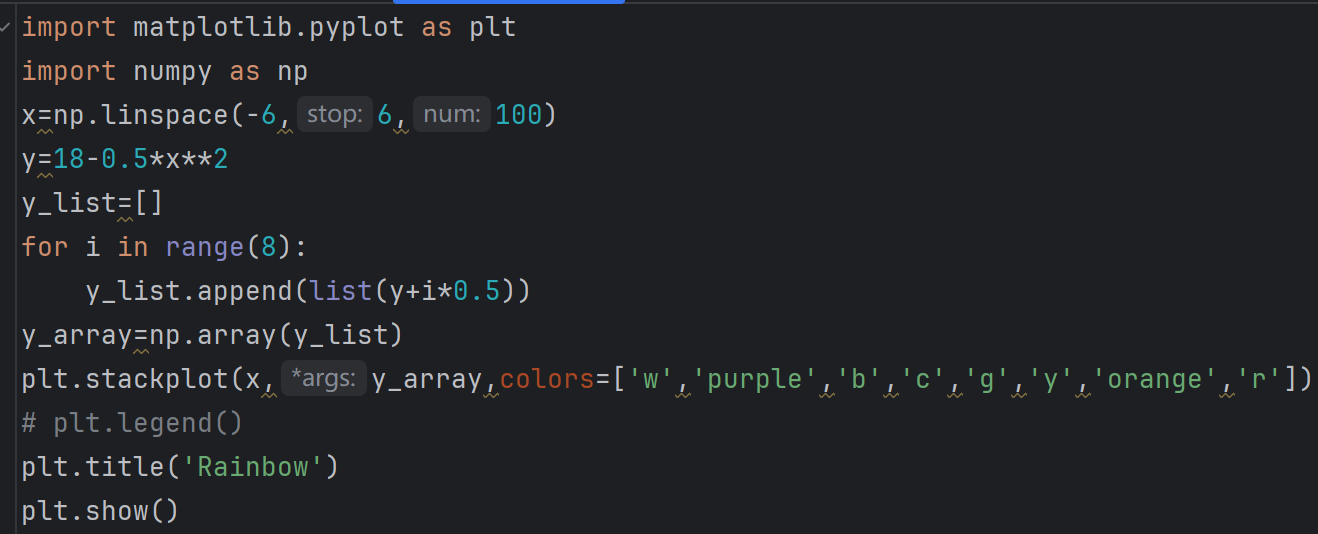 import matplotlib.pyplot as plt
import numpy as np
x=np.linspace(-6, stop: 6, num: 100)
y=18-0.5*x**2
y_list=[]
for i in range(8):
    y_list.append(list(y+i*0.5))
y_array=np.array(y_list)
plt.stackplot(x, *args: y_array,colors=['w','purple','b','c','g','y','orange','r'])
# plt.legend()
plt.title('Rainbow')
plt.show()